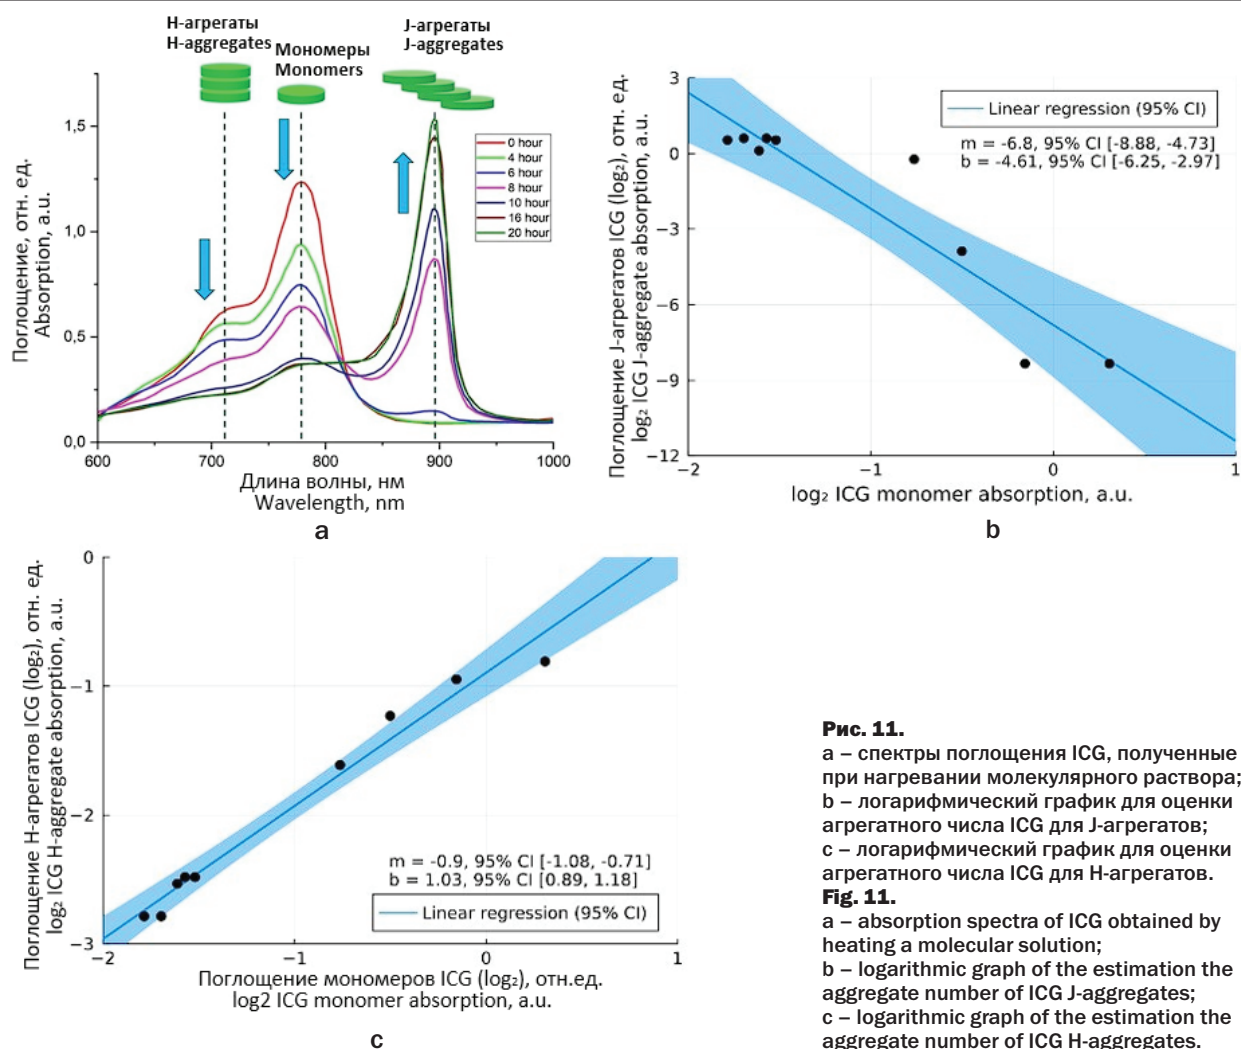 Н-агрегаты
H-aggregates
Мономеры
Monomers
J-агрегаты
J-aggregates
Поглощение, отн. ед.
Absorption, a.u.
1,5
1,0
0,5
0,0
0 hour
4 hour
6 hour
8 hour
10 hour
16 hour
20 hour
600
700
800
900
1000
Длина волны, нм
Wavelength, nm
a
Поглощение J-агрегатов ICG (log₂), отн. ед.
log₂ ICG J-aggregate absorption, a.u.
3
0
−3
−6
−9
−12
Linear regression (95% CI)
m = -6.8, 95% CI [-8.88, -4.73]
b = -4.61, 95% CI [-6.25, -2.97]
−2
−1
0
1
log₂ ICG monomer absorption, a.u.
b
Поглощение Н-агрегатов ICG (log₂), отн. ед.
log₂ ICG H-aggregate absorption, a.u.
0
−1
−2
−3
m = -0.9, 95% CI [-1.08, -0.71]
b = 1.03, 95% CI [0.89, 1.18]
Linear regression (95% CI)
−2
−1
0
1
Поглощение мономеров ICG (log₂), отн.ед.
log2 ICG monomer absorption, a.u.
c
Рис. 11.
a – спектры поглощения ICG, полученные
при нагревании молекулярного раствора;
b – логарифмический график для оценки
агрегатного числа ICG для J-агрегатов;
c – логарифмический график для оценки
агрегатного числа ICG для Н-агрегатов.
Fig. 11.
a – absorption spectra of ICG obtained by
heating a molecular solution;
b – logarithmic graph of the estimation the
aggregate number of ICG J-aggregates;
c – logarithmic graph of the estimation the
aggregate number of ICG H-aggregates.